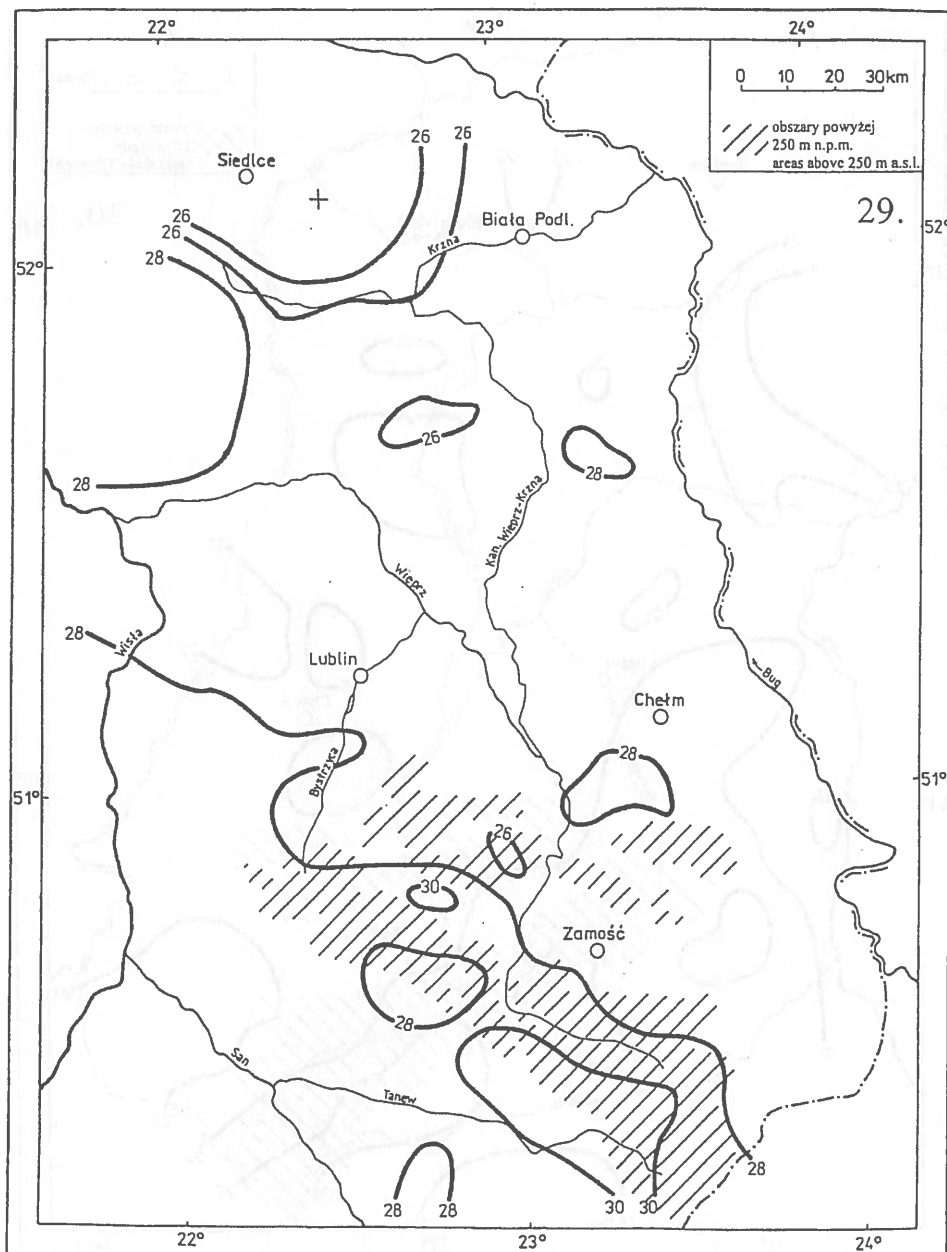 22° 23° 24°
0 10 20 30km
obszary powyżej
250 m n.p.m.
areas above 250 m a.s.l.
29.
26 26
Siedlce
Biała Podl.
Krzna
26
26
28
52° 52°
26
28
28
Kan. Wieprz-Krzna
Wieprz
28
Wisła
Lublin
Bug
Chełm
28
Bystrzyca
51° 51°
26
30
Zamość
28
San
Tanew
28
28 28 30 30
22° 23° 24°